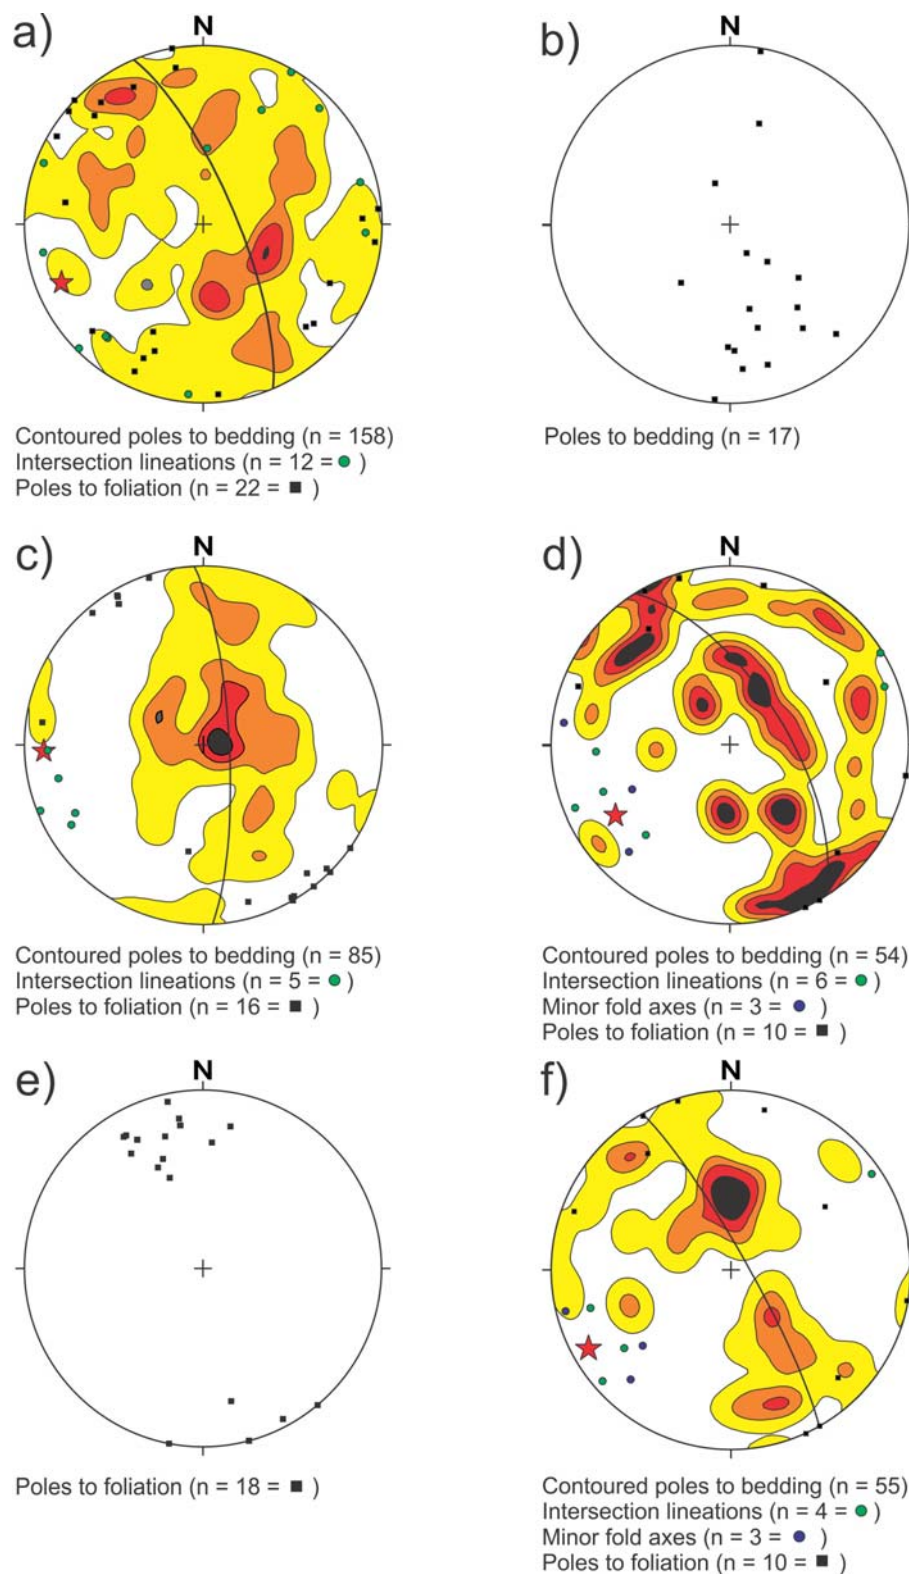 a)
N
b)
N
Contoured poles to bedding (n = 158)
Intersection lineations (n = 12 = ● )
Poles to foliation (n = 22 = ■ )
Poles to bedding (n = 17)
c)
N
d)
N
Contoured poles to bedding (n = 85)
Intersection lineations (n = 5 = ● )
Poles to foliation (n = 16 = ■ )
Contoured poles to bedding (n = 54)
Intersection lineations (n = 6 = ● )
Minor fold axes (n = 3 = ● )
Poles to foliation (n = 10 = ■ )
e)
N
f)
N
Poles to foliation (n = 18 = ■ )
Contoured poles to bedding (n = 55)
Intersection lineations (n = 4 = ● )
Minor fold axes (n = 3 = ● )
Poles to foliation (n = 10 = ■ )